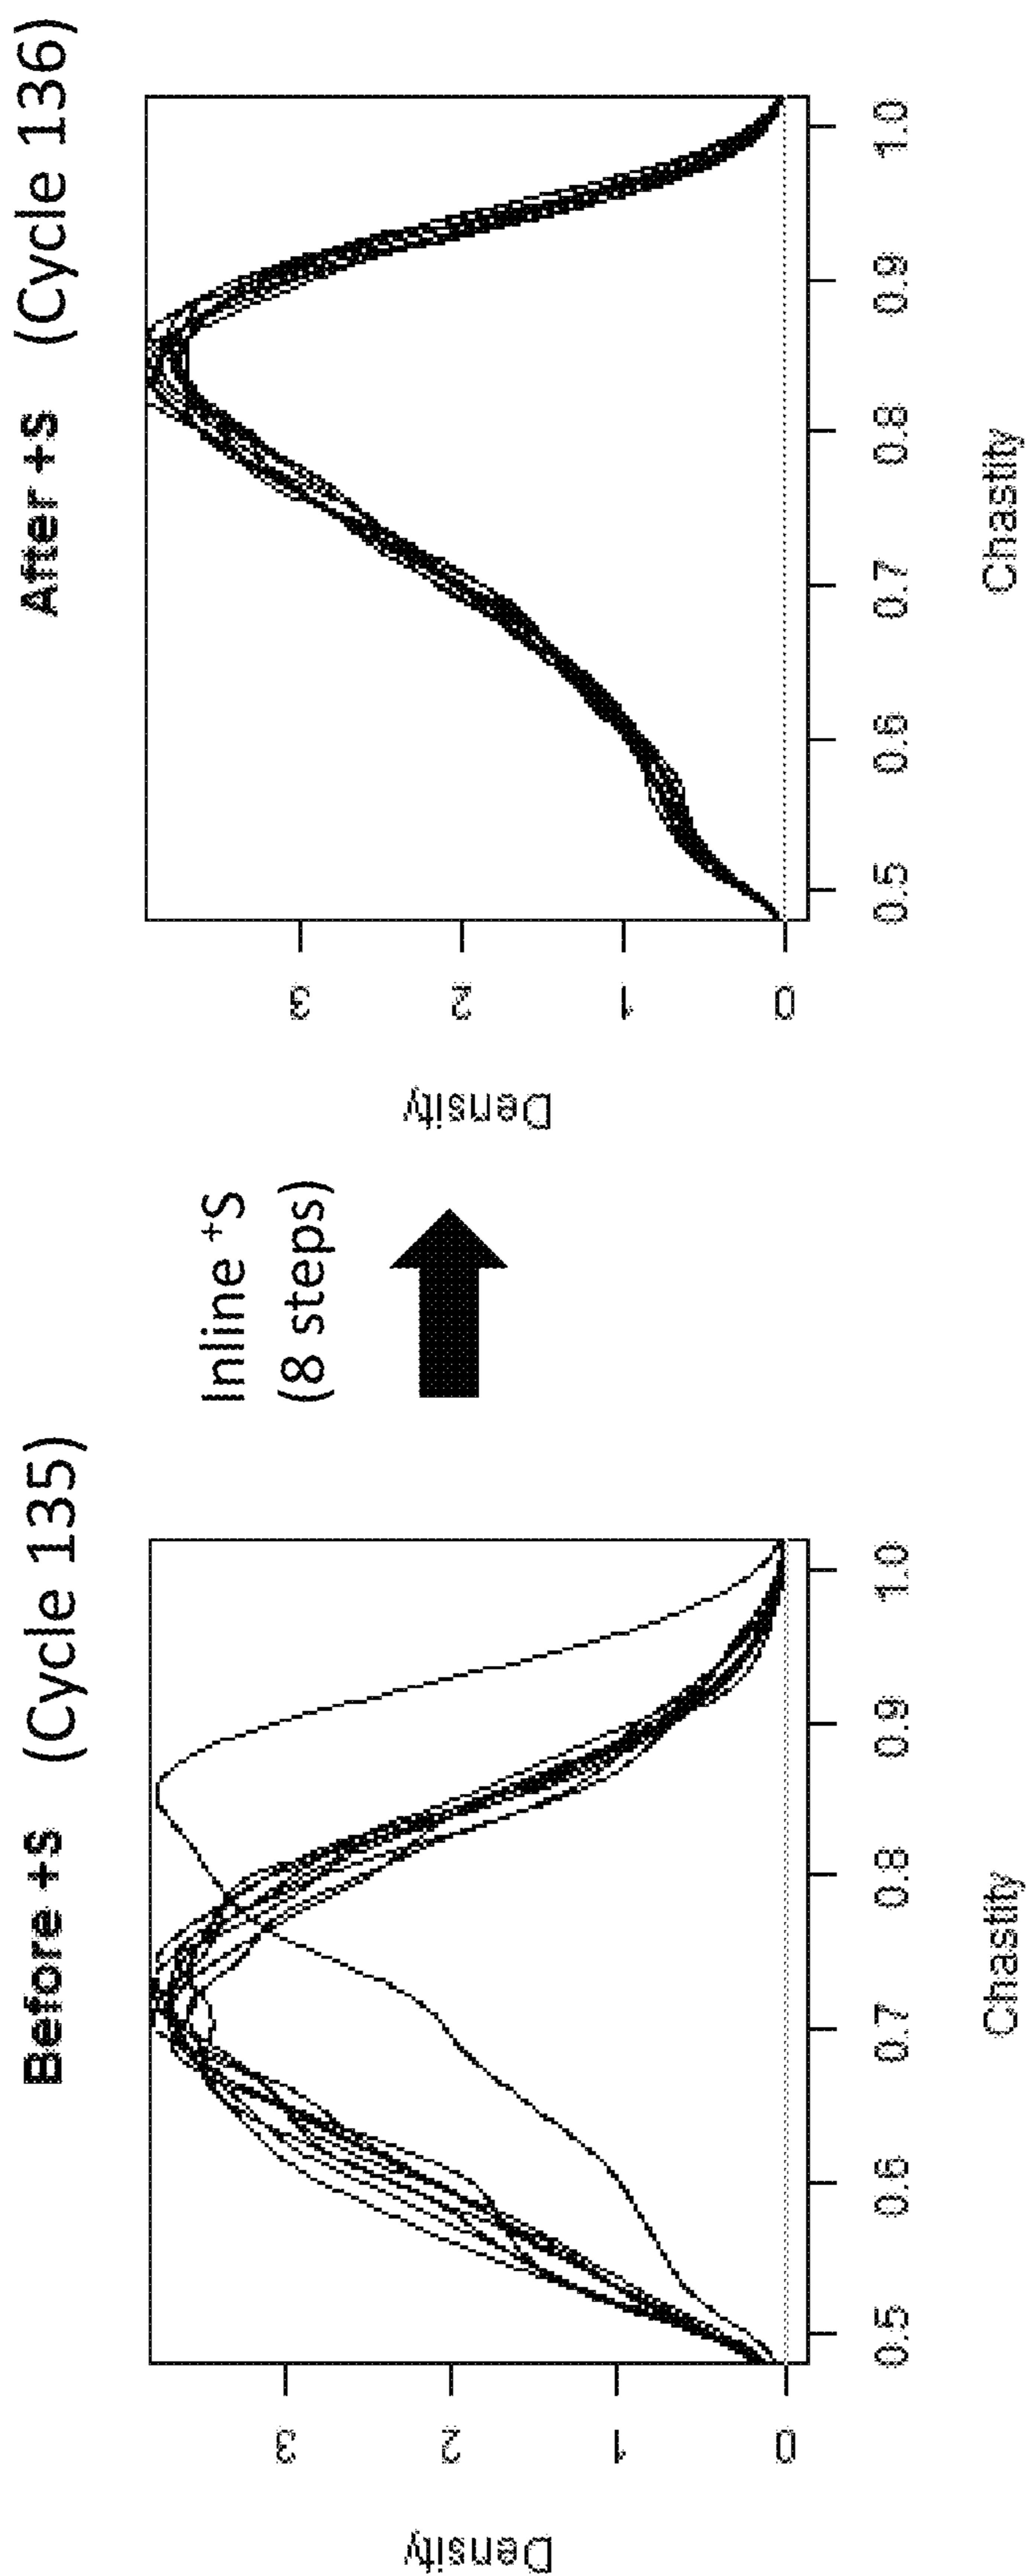 Before +s (Cycle 135)
Density
3
2
1
0
0.5
0.6
0.7
0.8
0.9
1.0
Chastity
Inline +S
(8 steps)
After +s (Cycle 136)
Density
3
2
1
0
0.5
0.6
0.7
0.8
0.9
1.0
Chastity